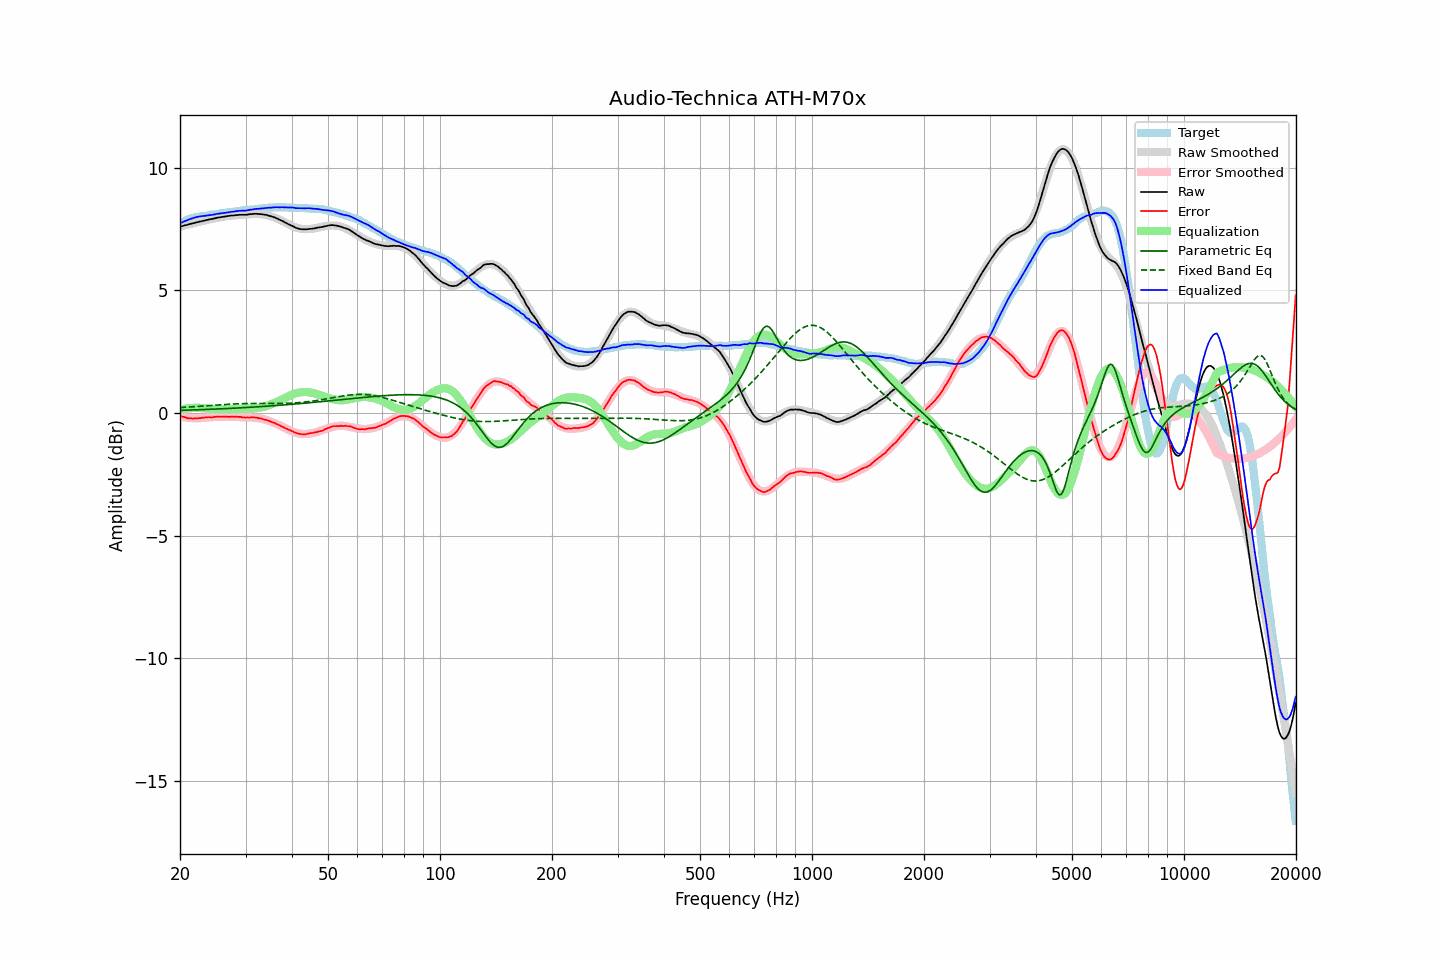 Audio-Technica ATH-M70x
Amplitude (dBr)
10
5
0
−5
−10
−15
Target
Raw Smoothed
Error Smoothed
Raw
Error
Equalization
Parametric Eq
Fixed Band Eq
Equalized
20 50 100 200 500 1000 2000 5000 10000 20000
Frequency (Hz)